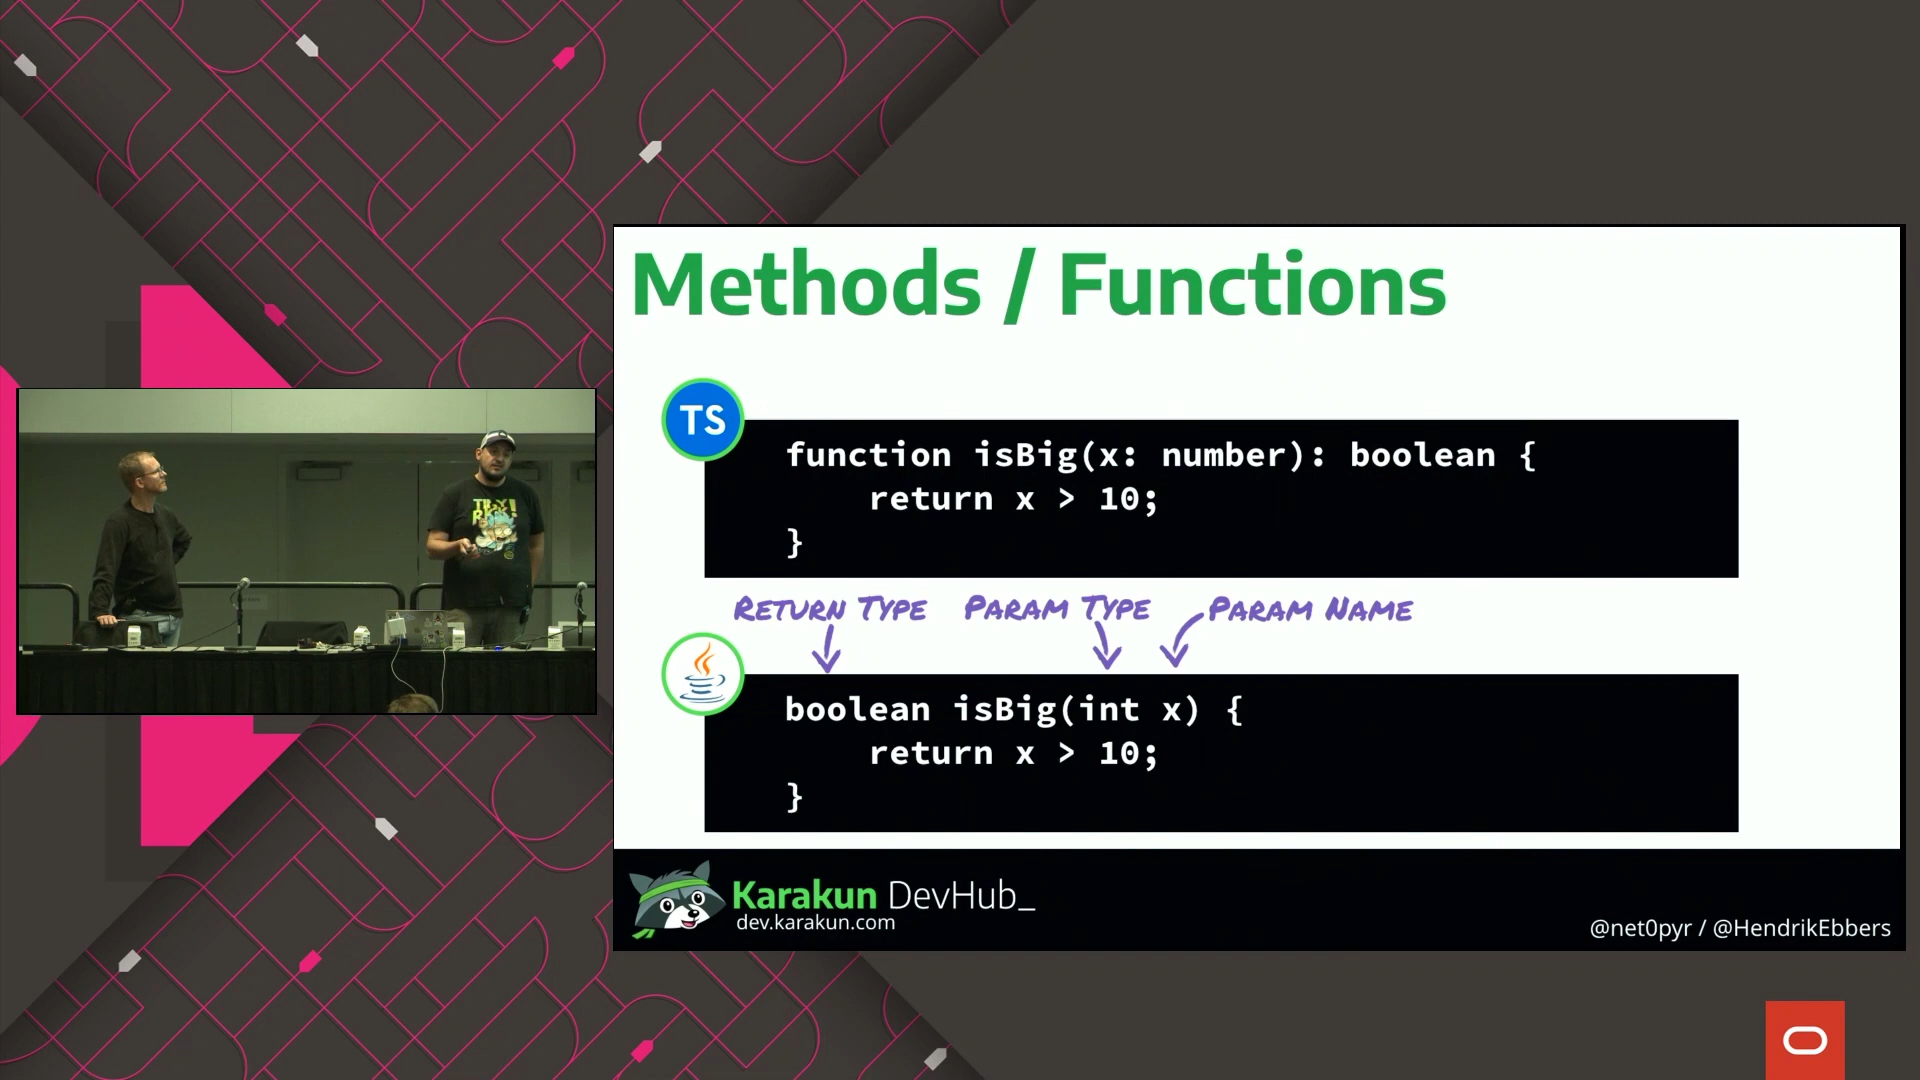 Methods / Functions
TS
function isBig(x: number): boolean {
return x > 10;
}
RETURN TYPE PARAM TYPE PARAM NAME
boolean isBig(int x) {
return x > 10;
}
Karakun DevHub_
dev.karakun.com
@net0pyr / @HendrikEbbers